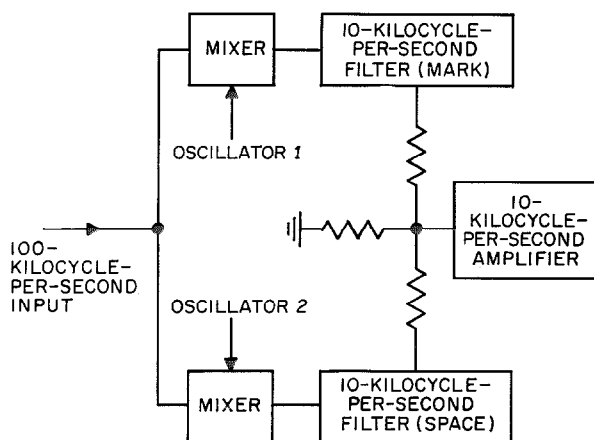 MIXER
10-KILOCYCLE-
PER-SECOND
FILTER (MARK)
OSCILLATOR 1
10-
KILOCYCLE-
PER-SECOND
AMPLIFIER
100-
KILOCYCLE-
PER-SECOND
INPUT
OSCILLATOR 2
MIXER
10-KILOCYCLE-
PER-SECOND
FILTER (SPACE)